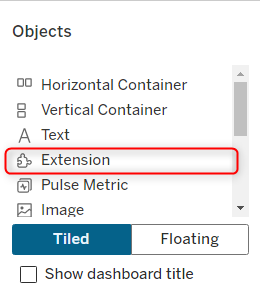 Objects
Horizontal Container
Vertical Container
Text
Extension
Pulse Metric
Image
Tiled Floating
Show dashboard title